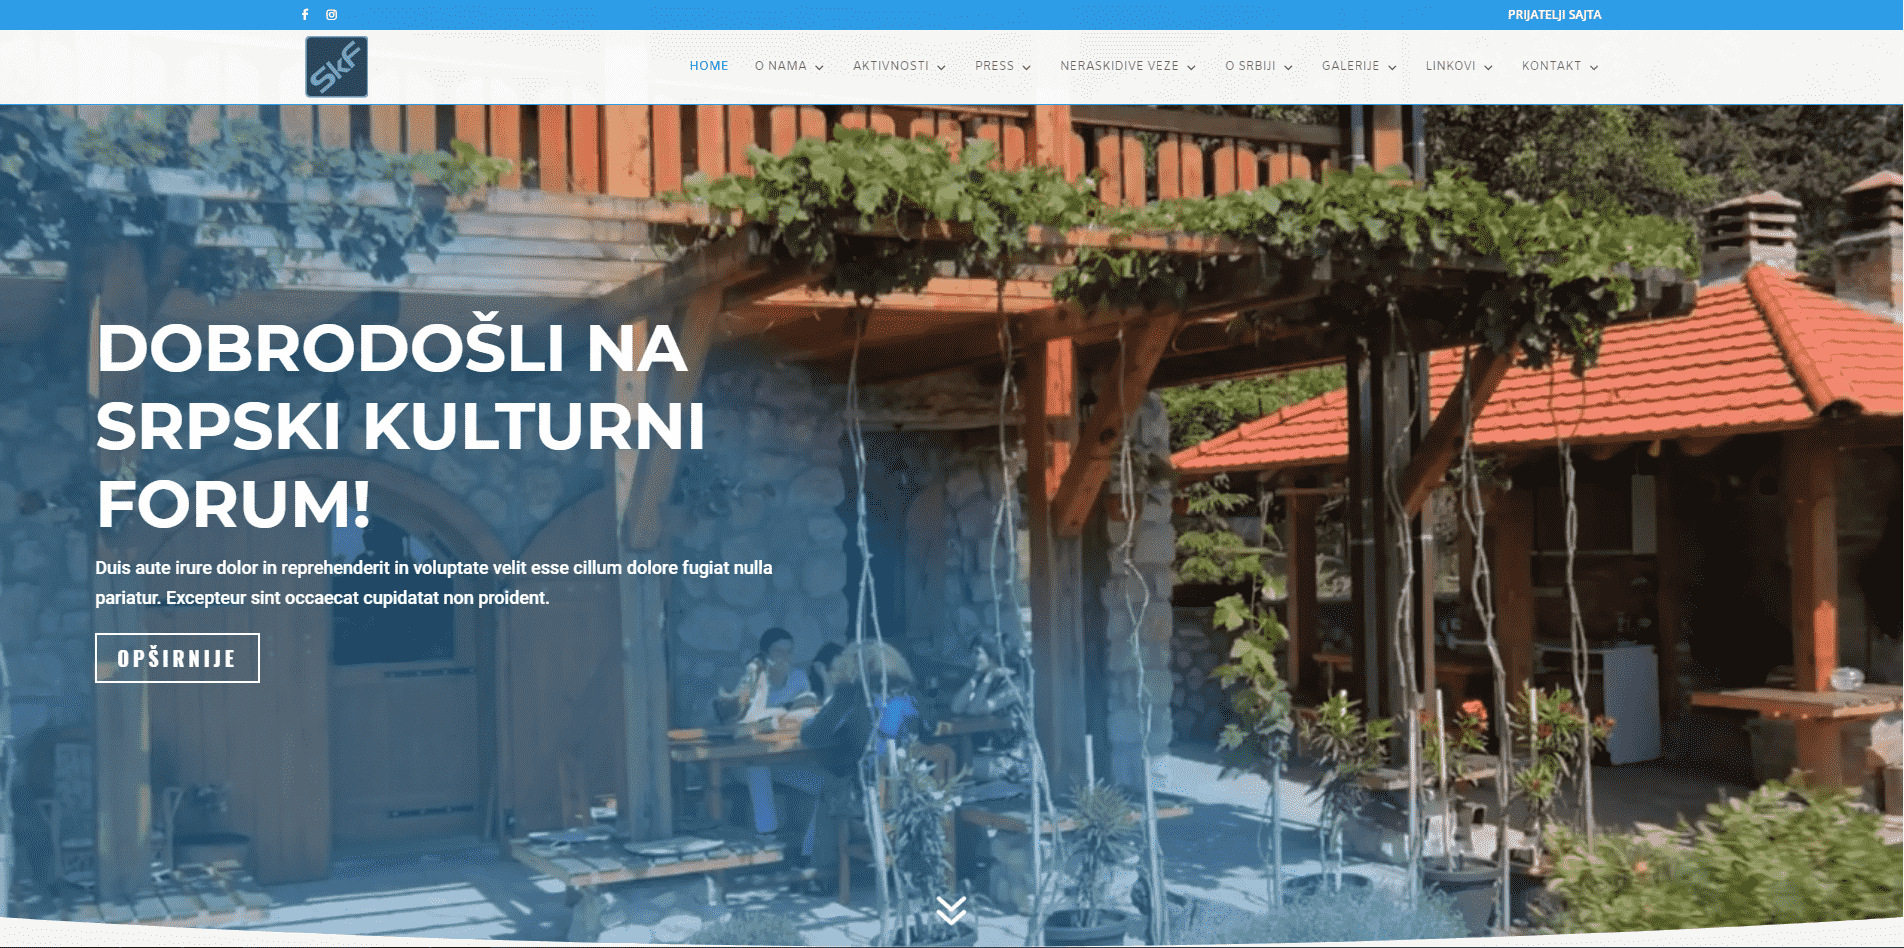 PRIJATELJI SAJTA
SKF
HOME O NAMA AKTIVNOSTI PRESS NERASKIDIVE VEZE O SRBIJI GALERIJE LINKOVI KONTAKT
DOBRODOŠLI NA
SRPSKI KULTURNI
FORUM!
Duis aute irure dolor in reprehenderit in voluptate velit esse cillum dolore fugiat nulla
pariatur. Excepteur sint occaecat cupidatat non proident.
OPŠIRNIJE